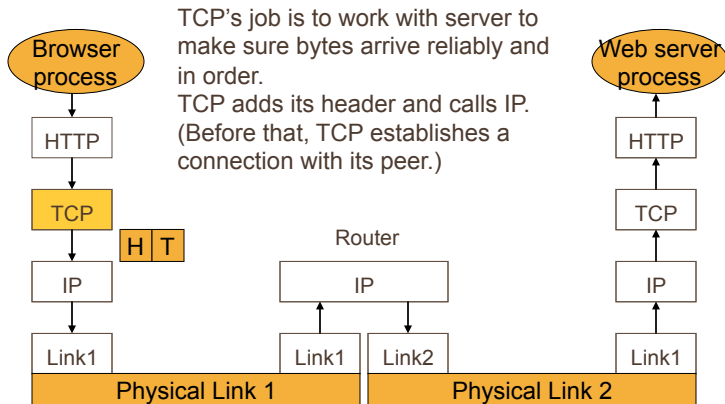 TCP's job is to work with server to
make sure bytes arrive reliably and
in order.
TCP adds its header and calls IP.
(Before that, TCP establishes a
connection with its peer.)
Browser
process
Web server
process
HTTP
HTTP
TCP
TCP
H T
Router
IP
IP
IP
Link1
Link1
Link2
Link1
Physical Link 1
Physical Link 2